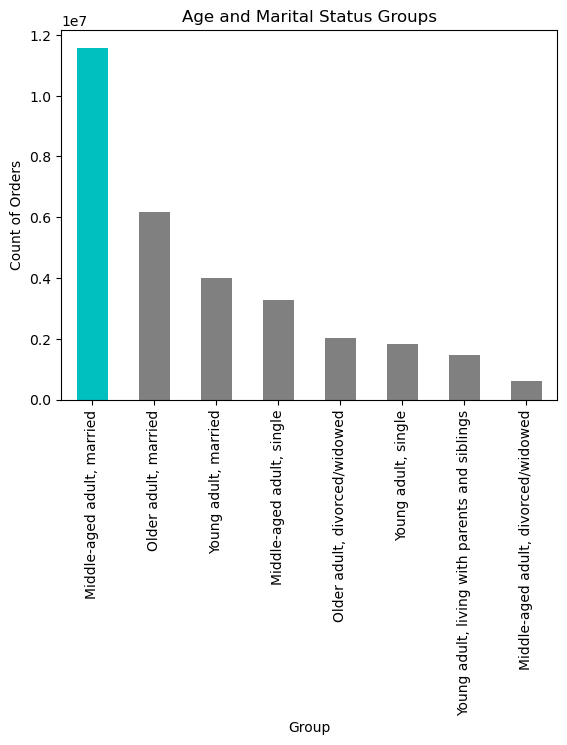 Age and Marital Status Groups
1e7
1.2
1.0
0.8
0.6
0.4
0.2
0.0
Count of Orders
Middle-aged adult, married
Older adult, married
Young adult, married
Middle-aged adult, single
Older adult, divorced/widowed
Young adult, single
Young adult, living with parents and siblings
Middle-aged adult, divorced/widowed
Group